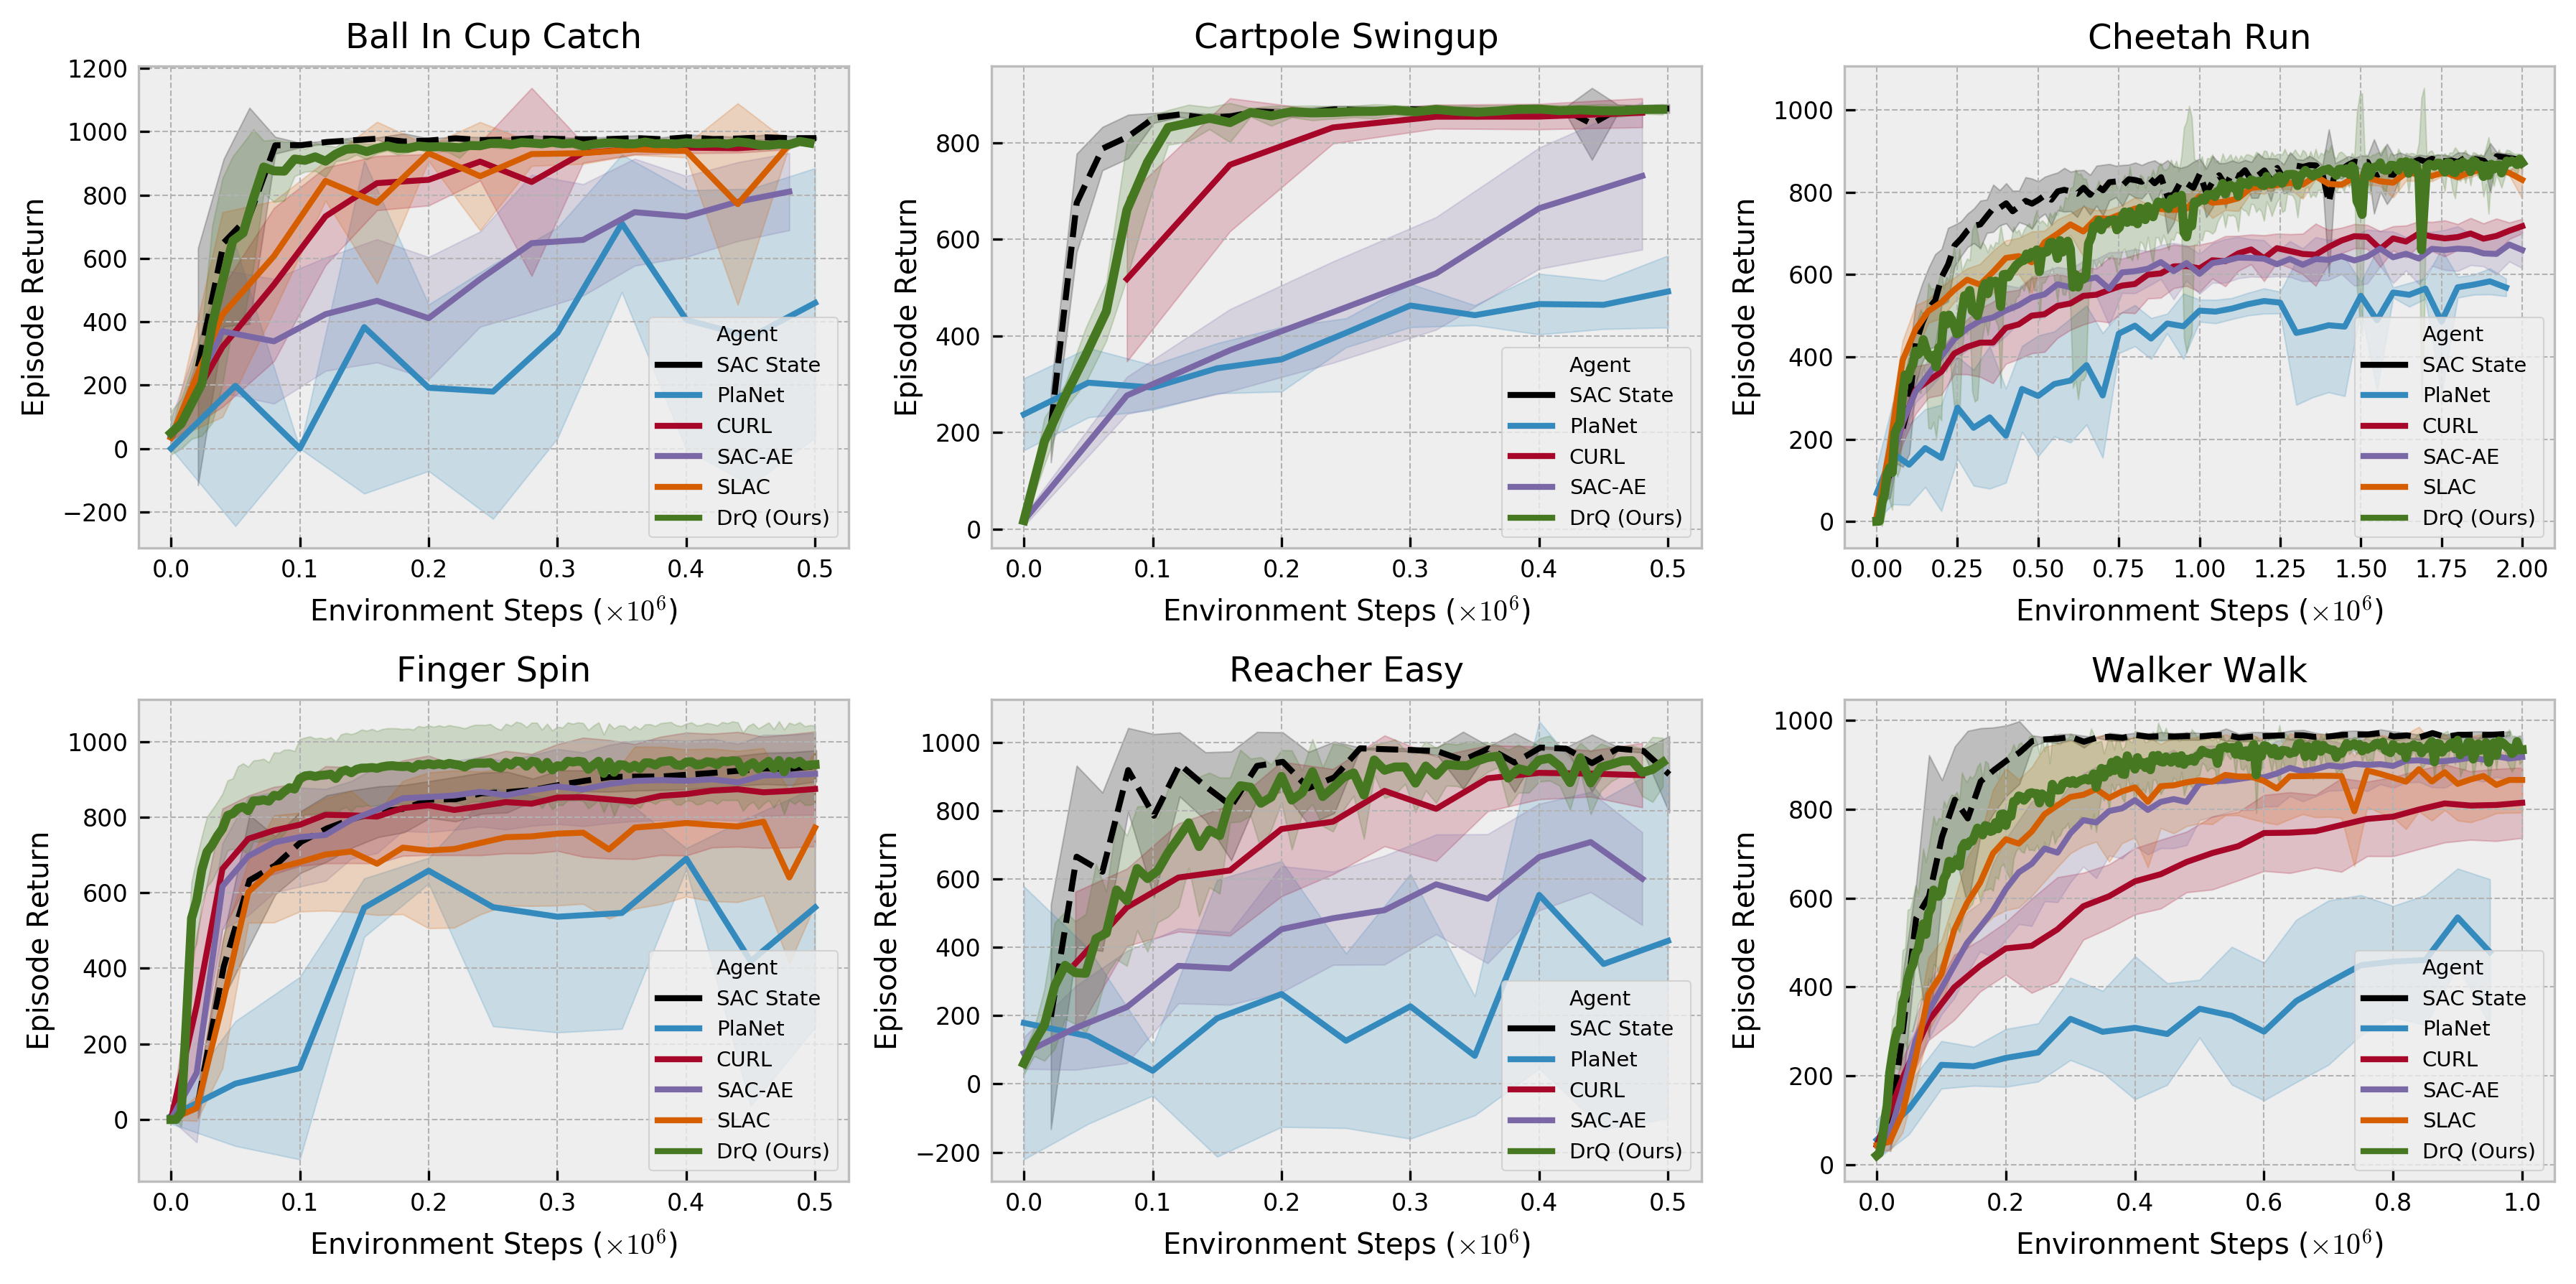 Ball In Cup Catch
1200
1000
800
600
400
200
0
−200
Episode Return
0.0 0.1 0.2 0.3 0.4 0.5
Environment Steps (×10⁶)
Agent
SAC State
PlaNet
CURL
SAC-AE
SLAC
DrQ (Ours)
Cartpole Swingup
800
600
400
200
0
Episode Return
0.0 0.1 0.2 0.3 0.4 0.5
Environment Steps (×10⁶)
Agent
SAC State
PlaNet
CURL
SAC-AE
DrQ (Ours)
Cheetah Run
1000
800
600
400
200
0
Episode Return
0.00 0.25 0.50 0.75 1.00 1.25 1.50 1.75 2.00
Environment Steps (×10⁶)
Agent
SAC State
PlaNet
CURL
SAC-AE
SLAC
DrQ (Ours)
Finger Spin
1000
800
600
400
200
0
Episode Return
0.0 0.1 0.2 0.3 0.4 0.5
Environment Steps (×10⁶)
Agent
SAC State
PlaNet
CURL
SAC-AE
SLAC
DrQ (Ours)
Reacher Easy
1000
800
600
400
200
0
−200
Episode Return
0.0 0.1 0.2 0.3 0.4 0.5
Environment Steps (×10⁶)
Agent
SAC State
PlaNet
CURL
SAC-AE
DrQ (Ours)
Walker Walk
1000
800
600
400
200
0
Episode Return
0.0 0.2 0.4 0.6 0.8 1.0
Environment Steps (×10⁶)
Agent
SAC State
PlaNet
CURL
SAC-AE
SLAC
DrQ (Ours)